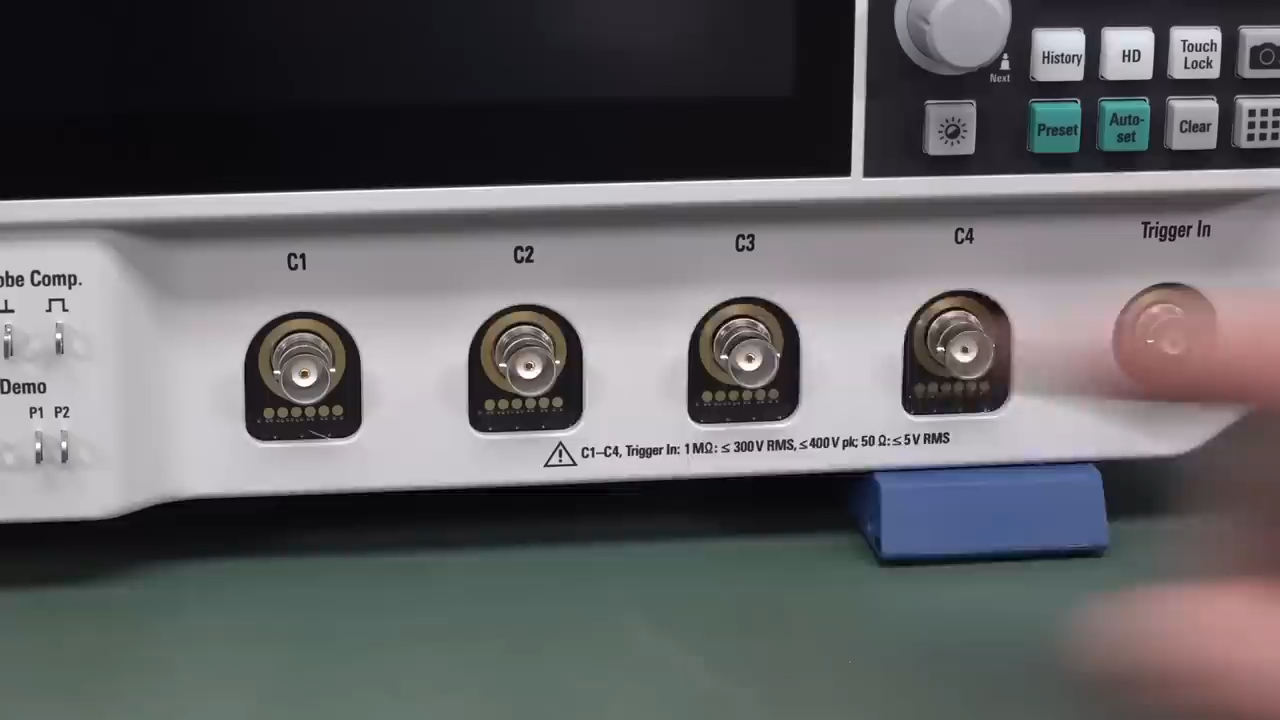 History
HD
Touch
Lock
Next
Preset
Auto-
set
Clear
C1
C2
C3
C4
Trigger In
obe Comp.
Demo
P1 P2
C1–C4, Trigger In: 1 MΩ: ≤ 300 V RMS, ≤ 400 V pk; 50 Ω: ≤ 5 V RMS